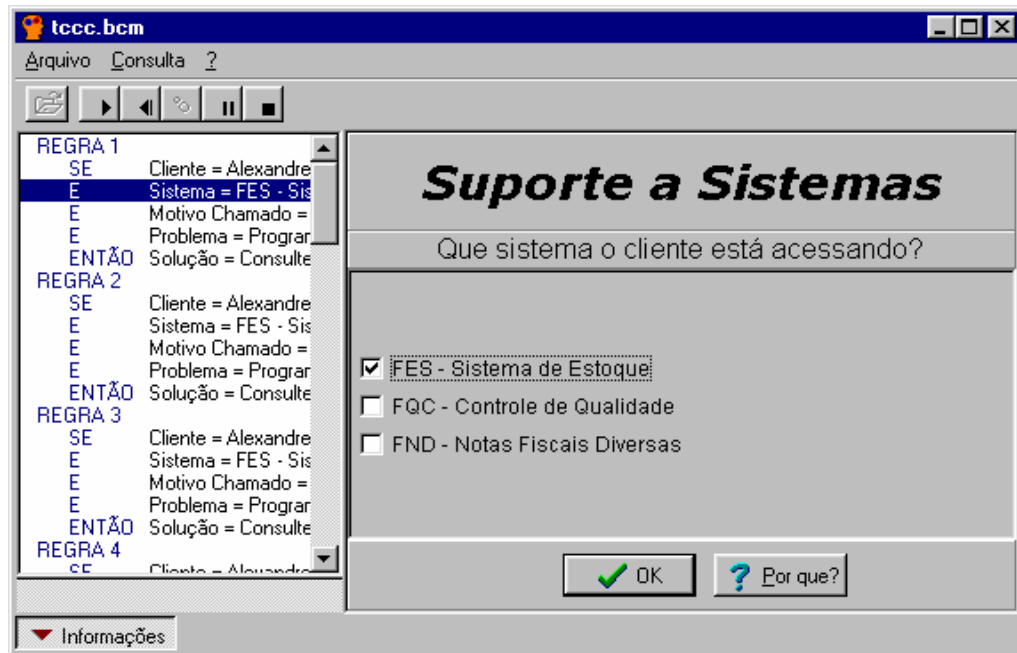 tccc.bcm
Arquivo Consulta ?
REGRA 1
SE Cliente = Alexandre
E Sistema = FES - Sis
E Motivo Chamado =
E Problema = Prograr
ENTÃO Solução = Consulte
REGRA 2
SE Cliente = Alexandre
E Sistema = FES - Sis
E Motivo Chamado =
E Problema = Prograr
ENTÃO Solução = Consulte
REGRA 3
SE Cliente = Alexandre
E Sistema = FES - Sis
E Motivo Chamado =
E Problema = Prograr
ENTÃO Solução = Consulte
REGRA 4
SE Cliente = Alexandre
Suporte a Sistemas
Que sistema o cliente está acessando?
FES - Sistema de Estoque
FQC - Controle de Qualidade
FND - Notas Fiscais Diversas
OK
Por que?
Informações